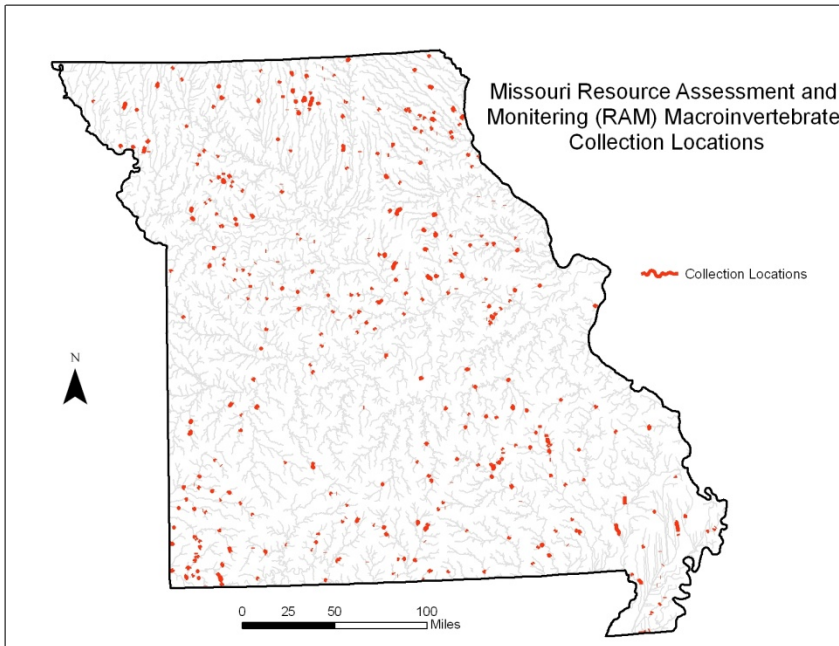 Missouri Resource Assessment and
Monitering (RAM) Macroinvertebrate
Collection Locations
Collection Locations
N
0 25 50 100
Miles